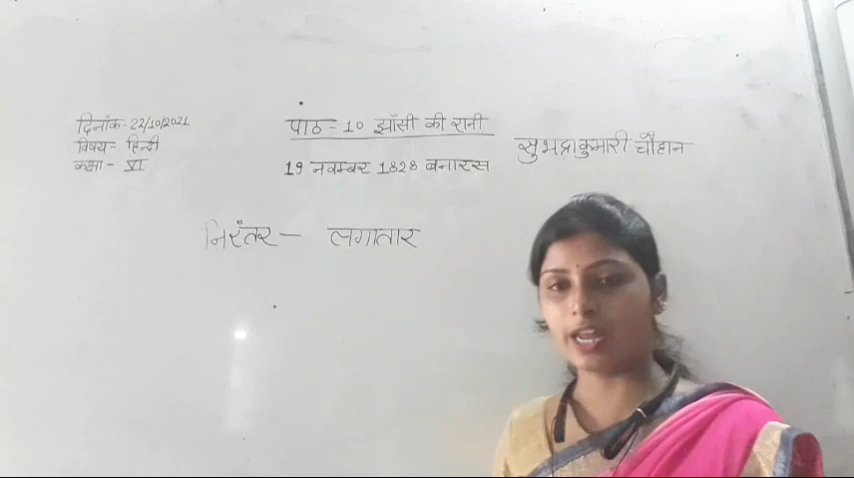 दिनांक-22/10/2021
विषय- हिन्दी
कक्षा - VI
पाठ-10 झाँसी की रानी
सुभद्राकुमारी चौहान
19 नवम्बर 1828 बनारस
निरंतर - लगातार